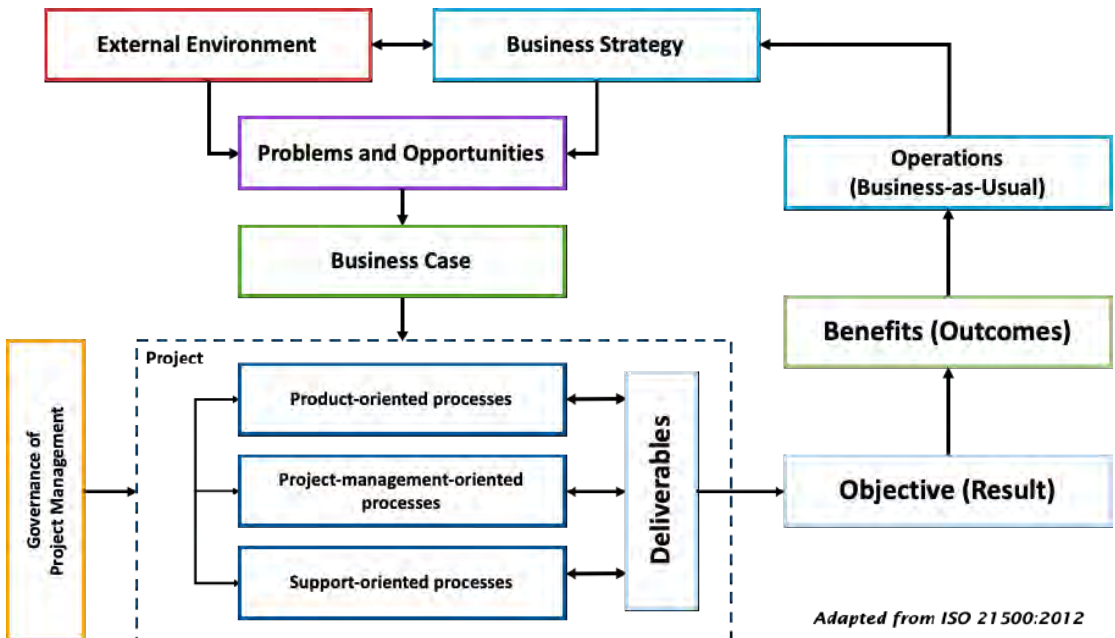 External Environment
Business Strategy
Problems and Opportunities
Operations
(Business-as-Usual)
Business Case
Benefits (Outcomes)
Governance of
Project Management
Project
Product-oriented processes
Project-management-oriented
processes
Support-oriented processes
Deliverables
Objective (Result)
Adapted from ISO 21500:2012